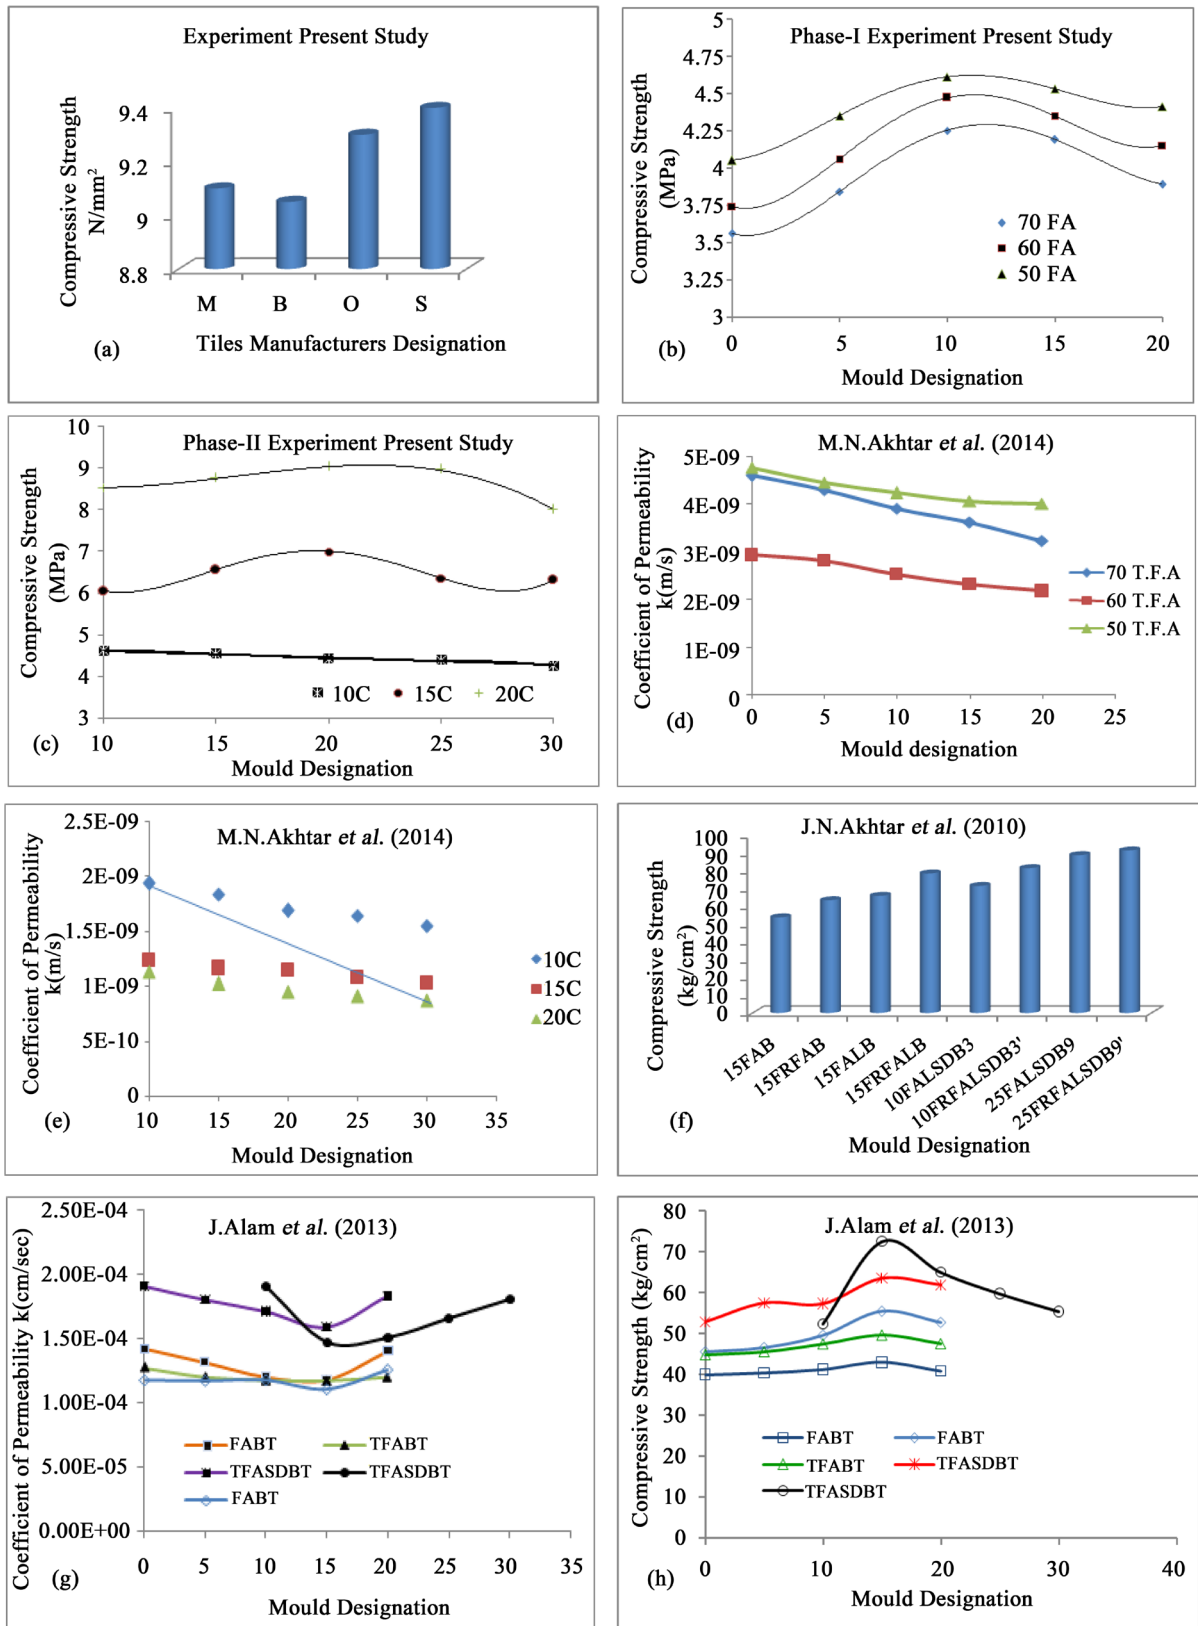 Experiment Present Study
Compressive Strength
N/mm²
9.4
9.2
9
8.8
M B O S
(a)
Tiles Manufacturers Designation
Phase-I Experiment Present Study
Compressive Strength
(MPa)
5
4.75
4.5
4.25
4
3.75
3.5
3.25
3
70 FA
60 FA
50 FA
0 5 10 15 20
(b)
Mould Designation
Phase-II Experiment Present Study
Compressive Strength
(MPa)
10
9
8
7
6
5
4
3
10C 15C 20C
10 15 20 25 30
(c)
Mould Designation
M.N.Akhtar et al. (2014)
Coefficient of Permeability
k(m/s)
5E-09
4E-09
3E-09
2E-09
1E-09
0
70 T.F.A
60 T.F.A
50 T.F.A
0 5 10 15 20 25
(d)
Mould designation
M.N.Akhtar et al. (2014)
Coefficient of Permeability
k(m/s)
2.5E-09
2E-09
1.5E-09
1E-09
5E-10
0
10C
15C
20C
10 15 20 25 30 35
(e)
Mould Designation
J.N.Akhtar et al. (2010)
Compressive Strength
(kg/cm²)
100
90
80
70
60
50
40
30
20
10
0
15FAB
15FRFAB
15FALB
15FRFALB
10FALSDB3
10FRFALSDB3'
25FALSDB9
25FRFALSDB9'
(f)
Mould Designation
J.Alam et al. (2013)
Coefficient of Permeability k(cm/sec)
2.50E-04
2.00E-04
1.50E-04
1.00E-04
5.00E-05
0.00E+00
FABT TFABT
TFASDBT TFASDBT
FABT
0 5 10 15 20 25 30 35
(g)
Mould Designation
J.Alam et al. (2013)
Compressive Strength (kg/cm²)
80
70
60
50
40
30
20
10
0
FABT FABT
TFABT TFASDBT
TFASDBT
0 10 20 30 40
(h)
Mould Designation